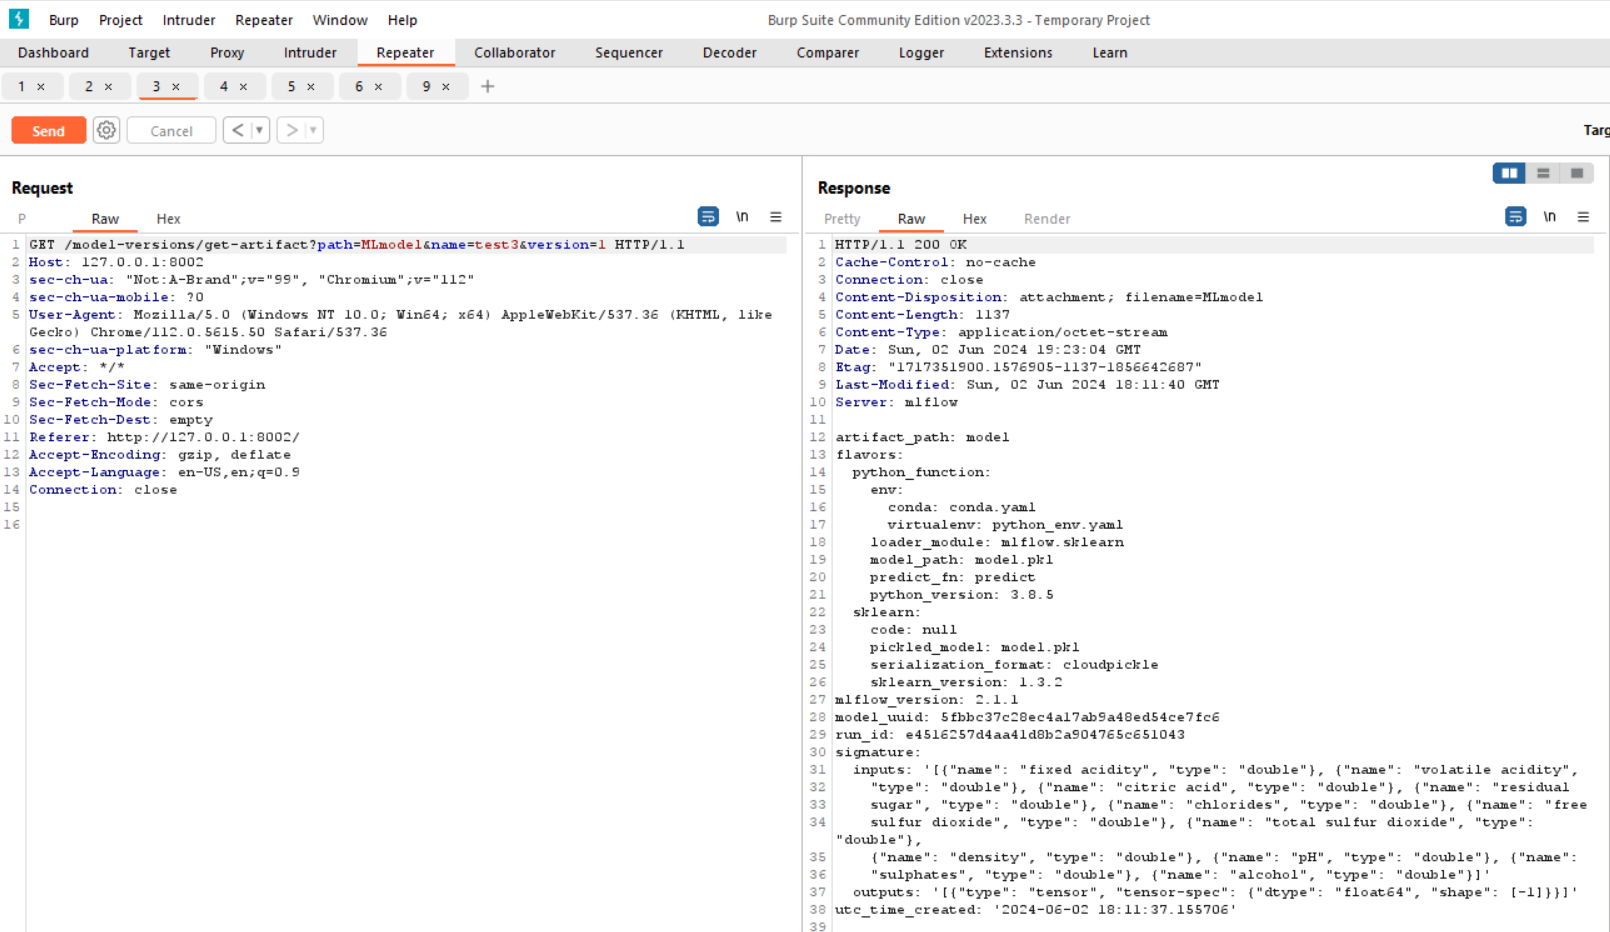 Burp Project Intruder Repeater Window Help Burp Suite Community Edition v2023.3.3 - Temporary Project
Dashboard Target Proxy Intruder Repeater Collaborator Sequencer Decoder Comparer Logger Extensions Learn
1 × 2 × 3 × 4 × 5 × 6 × 9 × +
Send Cancel < ▼ > ▼ Targ
Request
P Raw Hex \n ≡
1 GET /model-versions/get-artifact?path=MLmodel&name=test3&version=1 HTTP/1.1
2 Host: 127.0.0.1:8002
3 sec-ch-ua: "Not:A-Brand";v="99", "Chromium";v="112"
4 sec-ch-ua-mobile: ?0
5 User-Agent: Mozilla/5.0 (Windows NT 10.0; Win64; x64) AppleWebKit/537.36 (KHTML, like
Gecko) Chrome/112.0.5615.50 Safari/537.36
6 sec-ch-ua-platform: "Windows"
7 Accept: */*
8 Sec-Fetch-Site: same-origin
9 Sec-Fetch-Mode: cors
10 Sec-Fetch-Dest: empty
11 Referer: http://127.0.0.1:8002/
12 Accept-Encoding: gzip, deflate
13 Accept-Language: en-US,en;q=0.9
14 Connection: close
15
16
Response
Pretty Raw Hex Render \n ≡
1 HTTP/1.1 200 OK
2 Cache-Control: no-cache
3 Connection: close
4 Content-Disposition: attachment; filename=MLmodel
5 Content-Length: 1137
6 Content-Type: application/octet-stream
7 Date: Sun, 02 Jun 2024 19:23:04 GMT
8 Etag: "1717351900.1576905-1137-1856642687"
9 Last-Modified: Sun, 02 Jun 2024 18:11:40 GMT
10 Server: mlflow
11
12 artifact_path: model
13 flavors:
14 python_function:
15 env:
16 conda: conda.yaml
17 virtualenv: python_env.yaml
18 loader_module: mlflow.sklearn
19 model_path: model.pkl
20 predict_fn: predict
21 python_version: 3.8.5
22 sklearn:
23 code: null
24 pickled_model: model.pkl
25 serialization_format: cloudpickle
26 sklearn_version: 1.3.2
27 mlflow_version: 2.1.1
28 model_uuid: 5fbbc37c28ec4a17ab9a48ed54ce7fc6
29 run_id: e4516257d4aa41d8b2a904765c651043
30 signature:
31 inputs: '[{"name": "fixed acidity", "type": "double"}, {"name": "volatile acidity",
32 "type": "double"}, {"name": "citric acid", "type": "double"}, {"name": "residual
33 sugar", "type": "double"}, {"name": "chlorides", "type": "double"}, {"name": "free
34 sulfur dioxide", "type": "double"}, {"name": "total sulfur dioxide", "type":
"double"},
35 {"name": "density", "type": "double"}, {"name": "pH", "type": "double"}, {"name":
36 "sulphates", "type": "double"}, {"name": "alcohol", "type": "double"}]'
37 outputs: '[{"type": "tensor", "tensor-spec": {"dtype": "float64", "shape": [-1]}}]'
38 utc_time_created: '2024-06-02 18:11:37.155706'
39